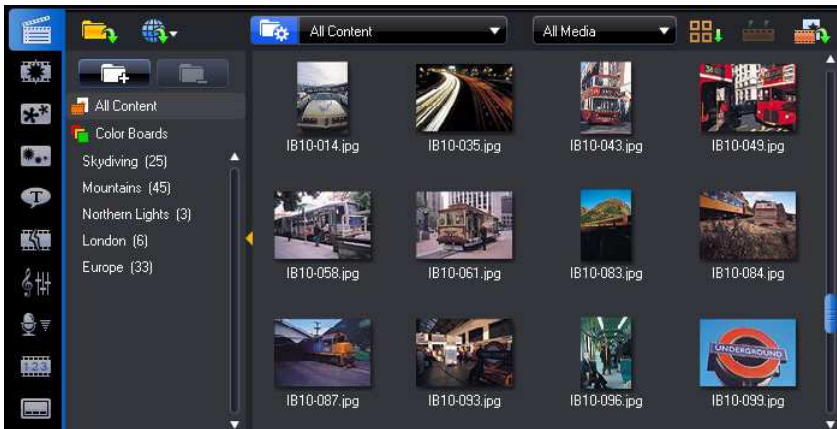 All Content
All Media
All Content
Color Boards
Skydiving (25)
Mountains (45)
Northern Lights (3)
London (6)
Europe (33)
IB10-014.jpg
IB10-035.jpg
IB10-043.jpg
IB10-049.jpg
IB10-058.jpg
IB10-061.jpg
IB10-083.jpg
IB10-084.jpg
UNDERGROUND
IB10-087.jpg
IB10-093.jpg
IB10-096.jpg
IB10-099.jpg
T
123